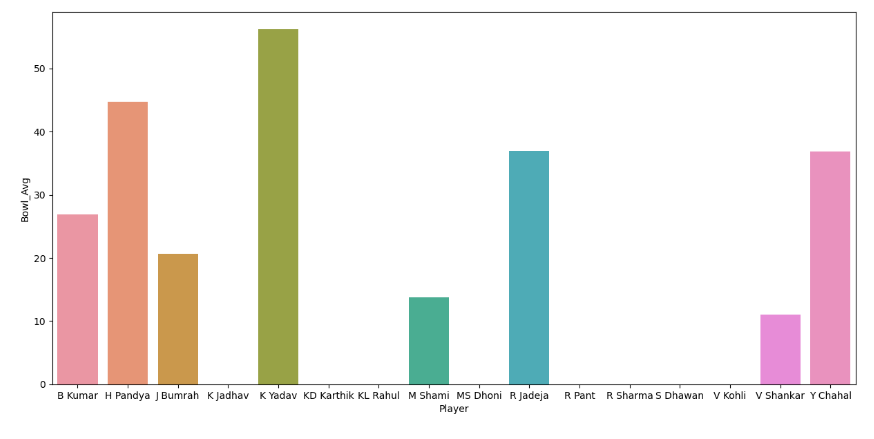 Bowl_Avg
50
40
30
20
10
0
B Kumar H Pandya J Bumrah K Jadhav K Yadav KD Karthik KL Rahul M Shami MS Dhoni R Jadeja R Pant R Sharma S Dhawan V Kohli V Shankar Y Chahal
Player